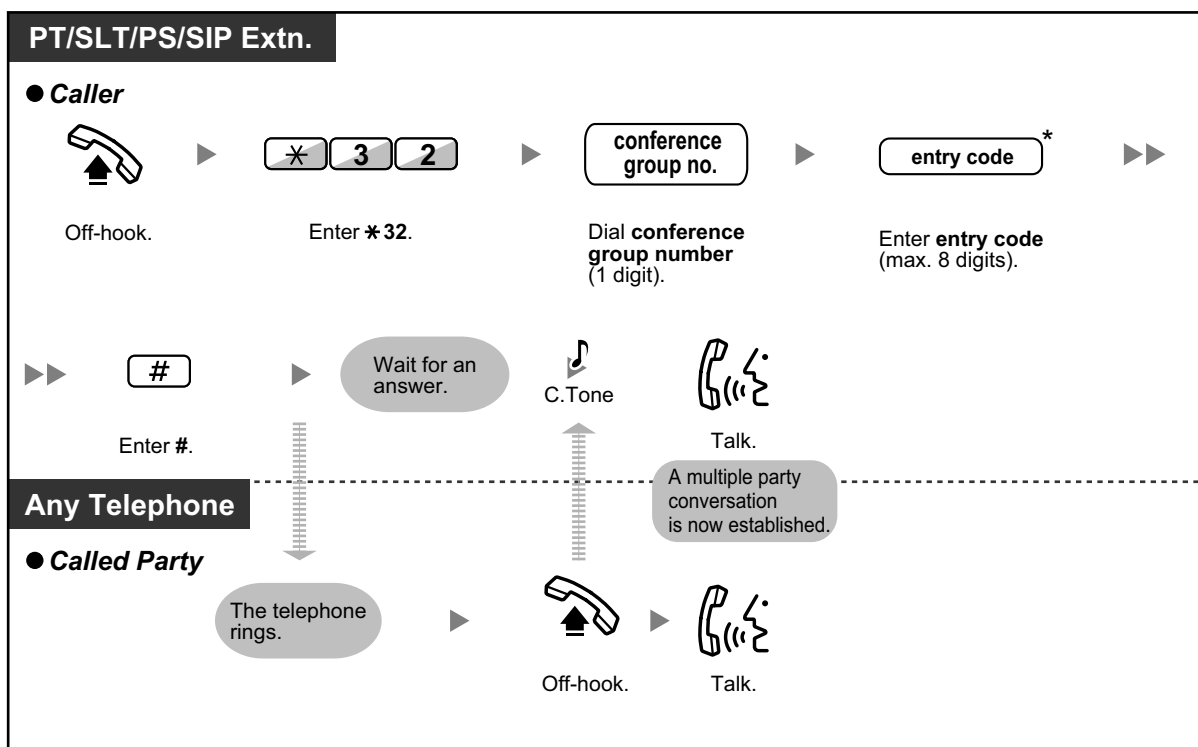 PT/SLT/PS/SIP Extn.
● Caller
✳ 3 2
conference
group no.
entry code *
Off-hook.
Enter ✳32.
Dial conference
group number
(1 digit).
Enter entry code
(max. 8 digits).
#
Wait for an
answer.
C.Tone
Enter #.
Talk.
A multiple party
conversation
is now established.
Any Telephone
● Called Party
The telephone
rings.
Off-hook.
Talk.